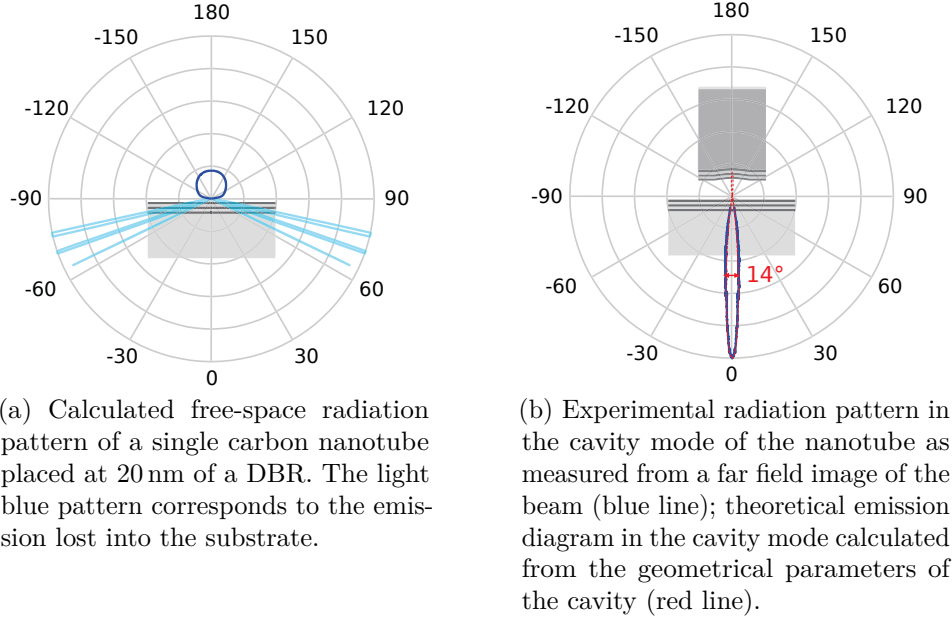 180
-150 150
-120 120
-90 90
-60 60
-30 30
0
(a) Calculated free-space radiation
pattern of a single carbon nanotube
placed at 20 nm of a DBR. The light
blue pattern corresponds to the emis-
sion lost into the substrate.
180
-150 150
-120 120
-90 90
14°
-60 60
-30 30
0
(b) Experimental radiation pattern in
the cavity mode of the nanotube as
measured from a far field image of the
beam (blue line); theoretical emission
diagram in the cavity mode calculated
from the geometrical parameters of
the cavity (red line).